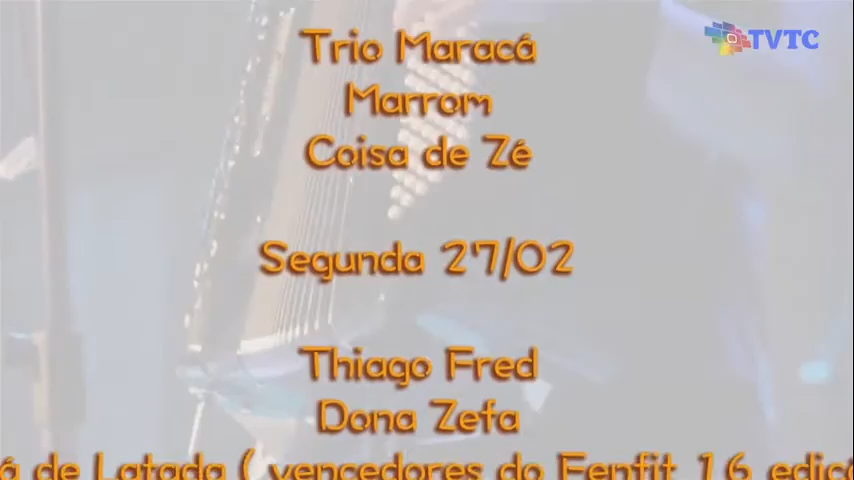 TVTC
Trio Maracá
Marrom
Coisa de Zé
Segunda 27/02
Thiago Fred
Dona Zefa
de Latada ( vencedores do Fenfit 16